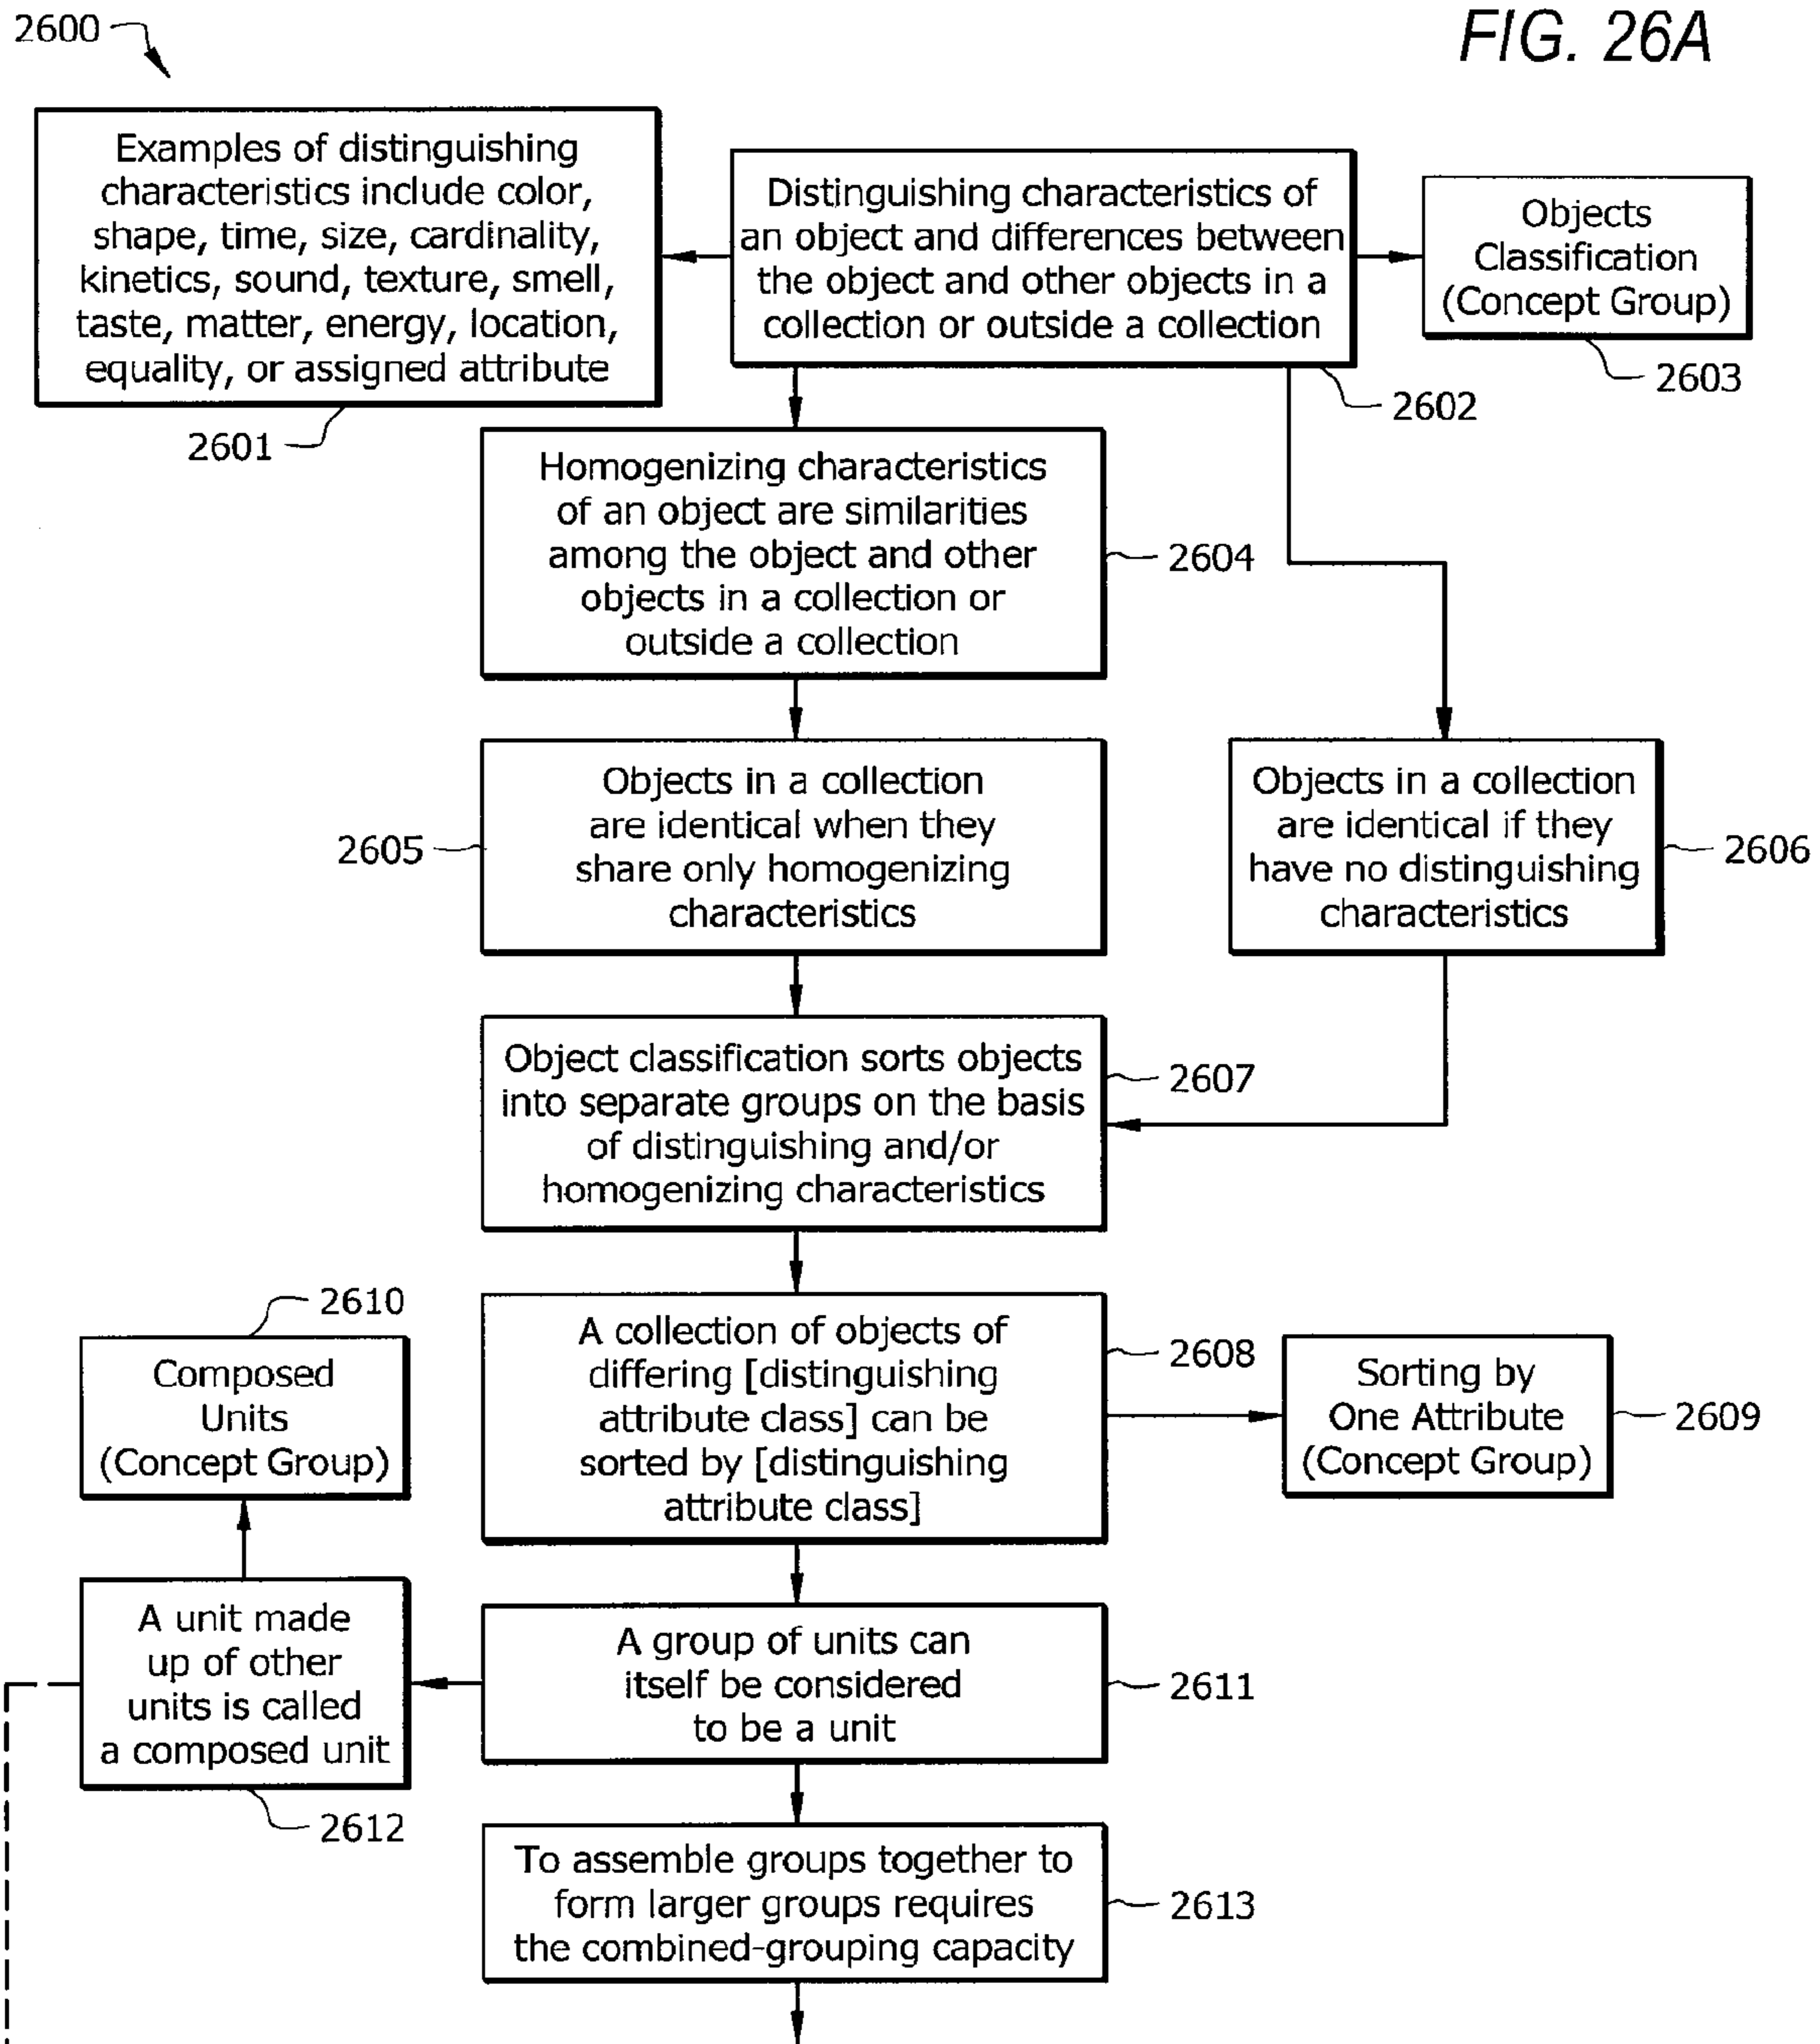 2600
FIG. 26A
Examples of distinguishing
characteristics include color,
shape, time, size, cardinality,
kinetics, sound, texture, smell,
taste, matter, energy, location,
equality, or assigned attribute
2601
Distinguishing characteristics of
an object and differences between
the object and other objects in a
collection or outside a collection
2602
Objects
Classification
(Concept Group)
2603
Homogenizing characteristics
of an object are similarities
among the object and other
objects in a collection or
outside a collection
2604
Objects in a collection
are identical when they
share only homogenizing
characteristics
2605
Objects in a collection
are identical if they
have no distinguishing
characteristics
2606
Object classification sorts objects
into separate groups on the basis
of distinguishing and/or
homogenizing characteristics
2607
2610
Composed
Units
(Concept Group)
A collection of objects of
differing [distinguishing
attribute class] can be
sorted by [distinguishing
attribute class]
2608
Sorting by
One Attribute
(Concept Group)
2609
A unit made
up of other
units is called
a composed unit
2612
A group of units can
itself be considered
to be a unit
2611
To assemble groups together to
form larger groups requires
the combined-grouping capacity
2613